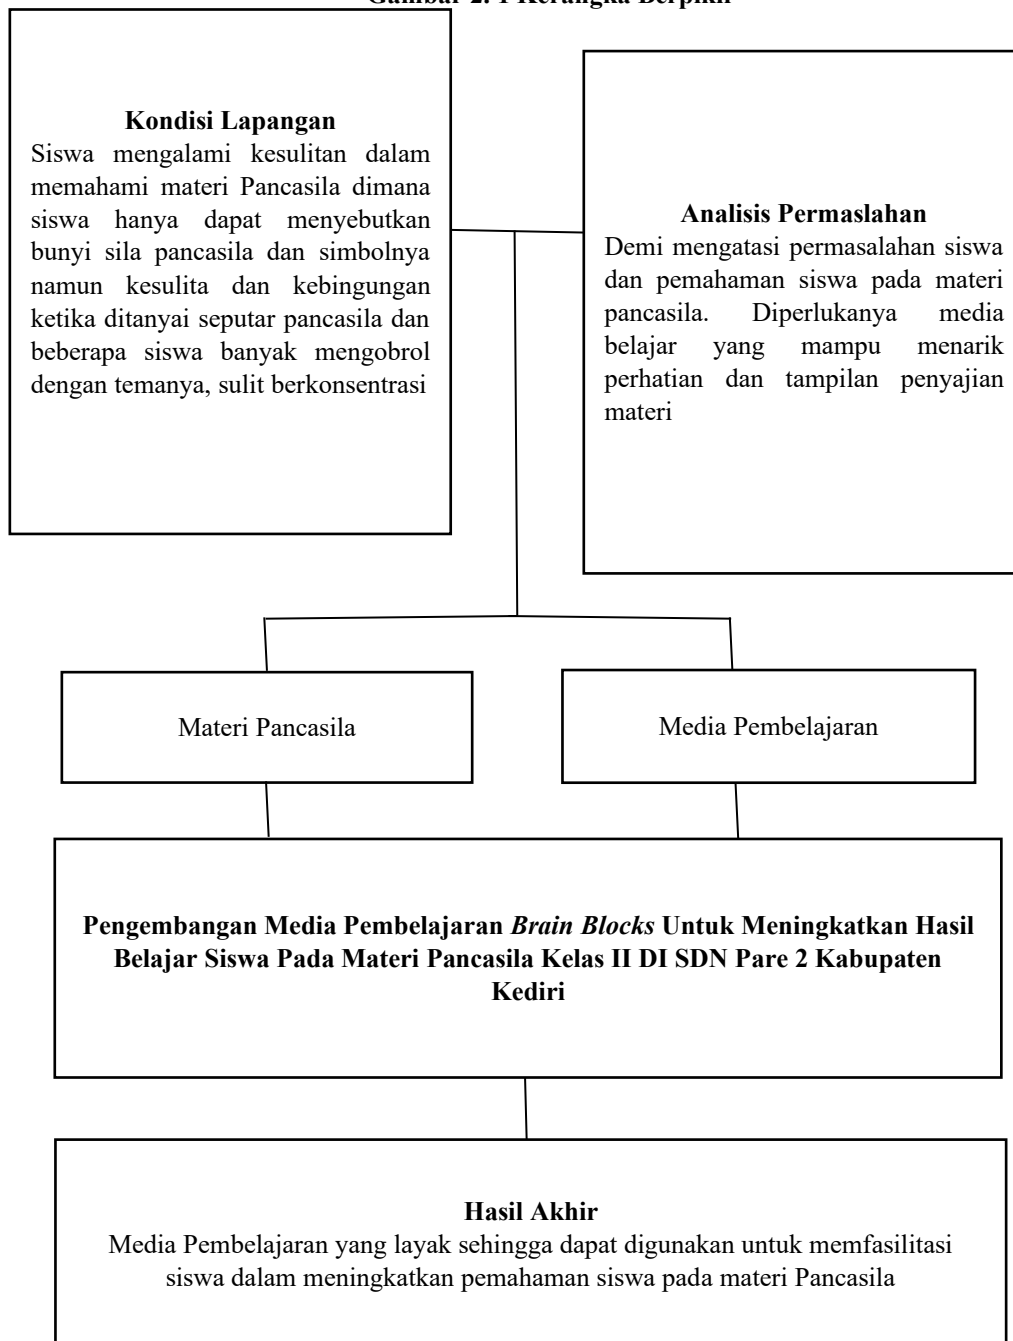 Gambar 2. 1 Kerangka Berpikir
Kondisi Lapangan
Siswa mengalami kesulitan dalam
memahami materi Pancasila dimana
siswa hanya dapat menyebutkan
bunyi sila pancasila dan simbolnya
namun kesulita dan kebingungan
ketika ditanyai seputar pancasila dan
beberapa siswa banyak mengobrol
dengan temanya, sulit berkonsentrasi
Analisis Permaslahan
Demi mengatasi permasalahan siswa
dan pemahaman siswa pada materi
pancasila. Diperlukanya media
belajar yang mampu menarik
perhatian dan tampilan penyajian
materi
Materi Pancasila
Media Pembelajaran
Pengembangan Media Pembelajaran Brain Blocks Untuk Meningkatkan Hasil
Belajar Siswa Pada Materi Pancasila Kelas II DI SDN Pare 2 Kabupaten
Kediri
Hasil Akhir
Media Pembelajaran yang layak sehingga dapat digunakan untuk memfasilitasi
siswa dalam meningkatkan pemahaman siswa pada materi Pancasila